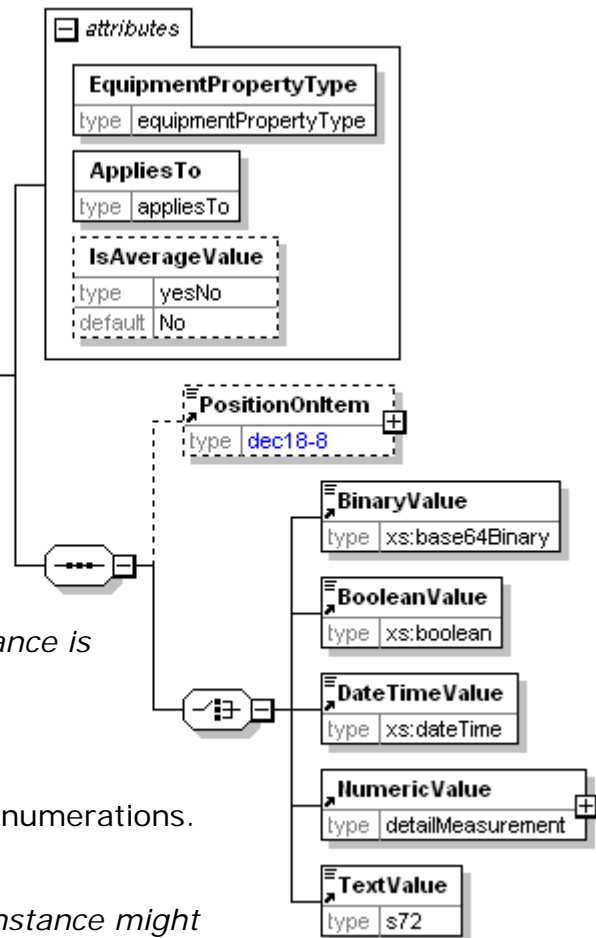 attributes
EquipmentPropertyType
type equipmentPropertyType
AppliesTo
type appliesTo
IsAverageValue
type yesNo
default No
PositionOnItem
type dec18-8
BinaryValue
type xs:base64Binary
BooleanValue
type xs:boolean
ance is
DateTimeValue
type xs:dateTime
NumericValue
numerations.
type detailMeasurement
TextValue
nstance might
type s72